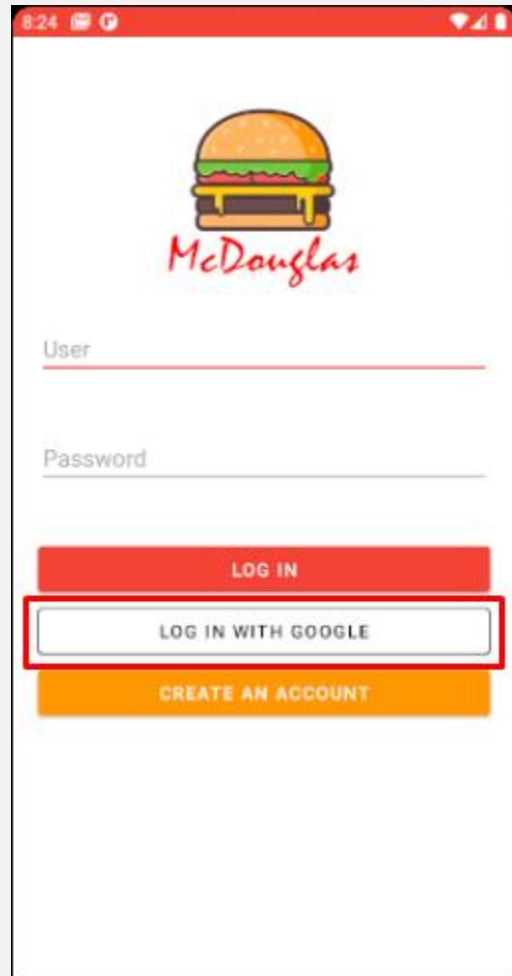 8:24
McDouglas
User
Password
LOG IN
LOG IN WITH GOOGLE
CREATE AN ACCOUNT